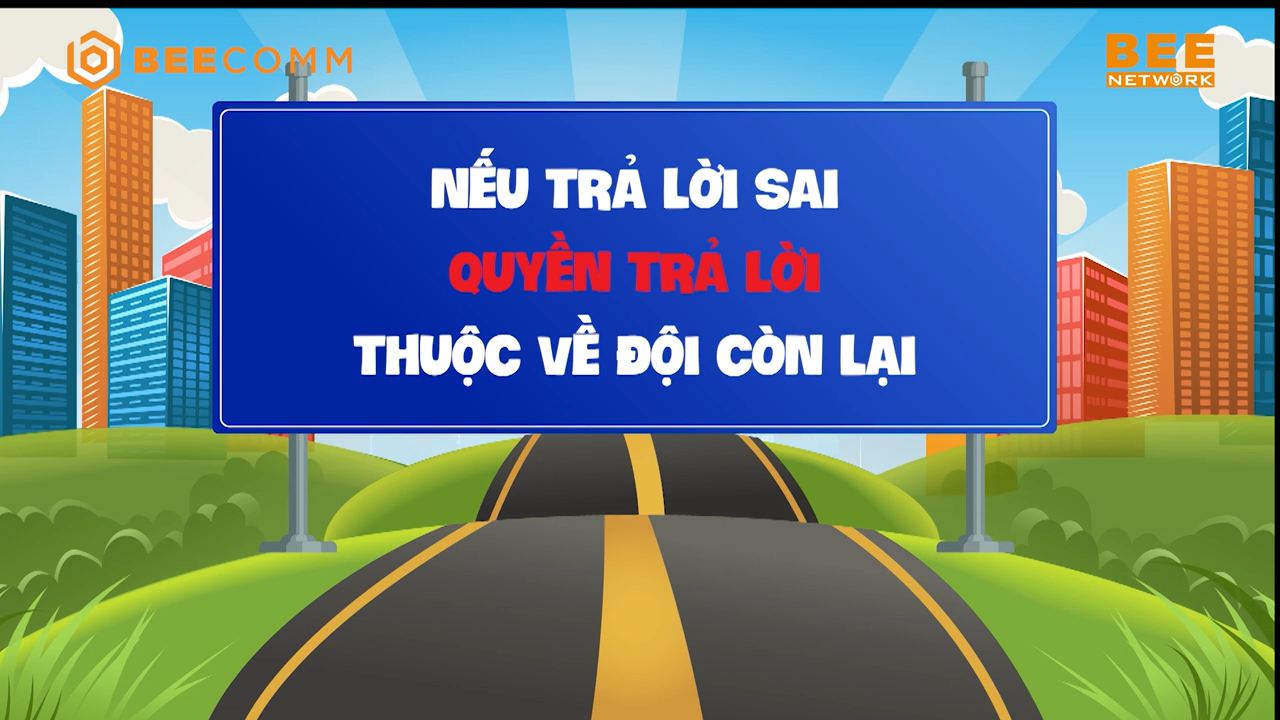 BEECOMM
BEE
NETWORK
NẾU TRẢ LỜI SAI
QUYỀN TRẢ LỜI
THUỘC VỀ ĐỘI CÒN LẠI